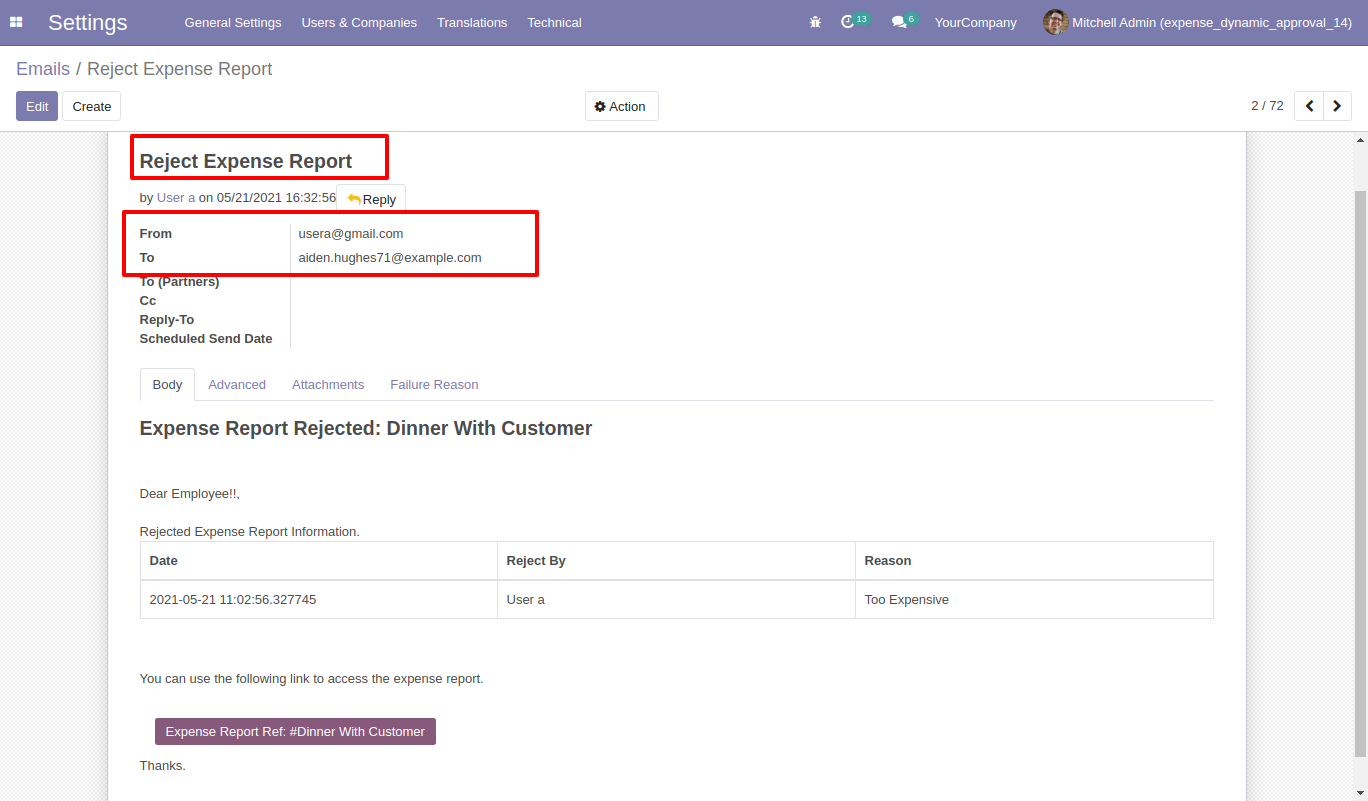 Settings General Settings Users & Companies Translations Technical 13 6 YourCompany Mitchell Admin (expense_dynamic_approval_14)
Emails / Reject Expense Report
Edit Create Action 2 / 72
Reject Expense Report
by User a on 05/21/2021 16:32:56 Reply
From usera@gmail.com
To aiden.hughes71@example.com
To (Partners)
Cc
Reply-To
Scheduled Send Date
Body Advanced Attachments Failure Reason
Expense Report Rejected: Dinner With Customer
Dear Employee!!,
Rejected Expense Report Information.
Date Reject By Reason
2021-05-21 11:02:56.327745 User a Too Expensive
You can use the following link to access the expense report.
Expense Report Ref: #Dinner With Customer
Thanks.